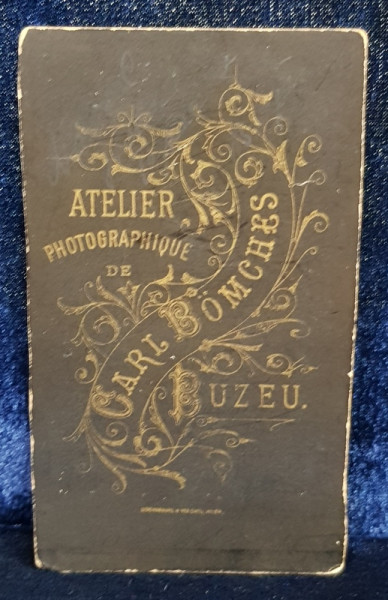 ATELIER
PHOTOGRAPHIQUE
DE
CARL BÖMCHES
BUZEU.